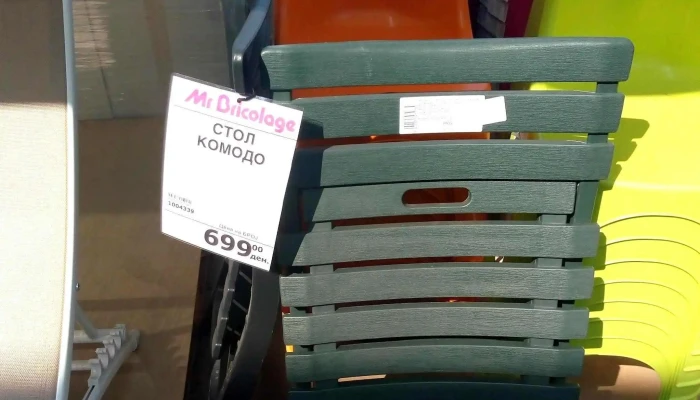 Mr Bricolage
СТОЛ
КОМОДО
1004339
699 00
ден.